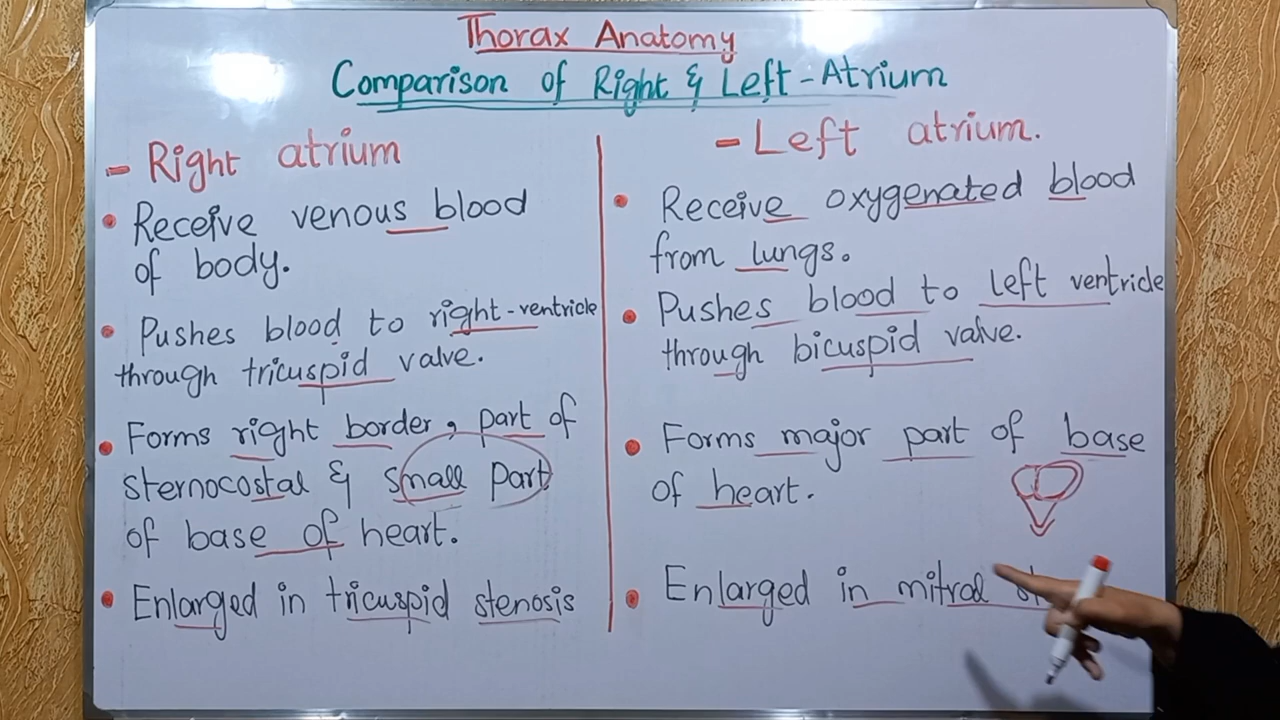 Thorax Anatomy
Comparison of Right & Left-Atrium
- Right atrium
• Receive venous blood
of body.
• Pushes blood to right-ventricle
through tricuspid valve.
• Forms right border, part of
sternocostal & small part
of base of heart.
• Enlarged in tricuspid stenosis
- Left atrium.
• Receive oxygenated blood
from lungs.
• Pushes blood to left ventricle
through bicuspid valve.
• Forms major part of base
of heart.
• Enlarged in mitral